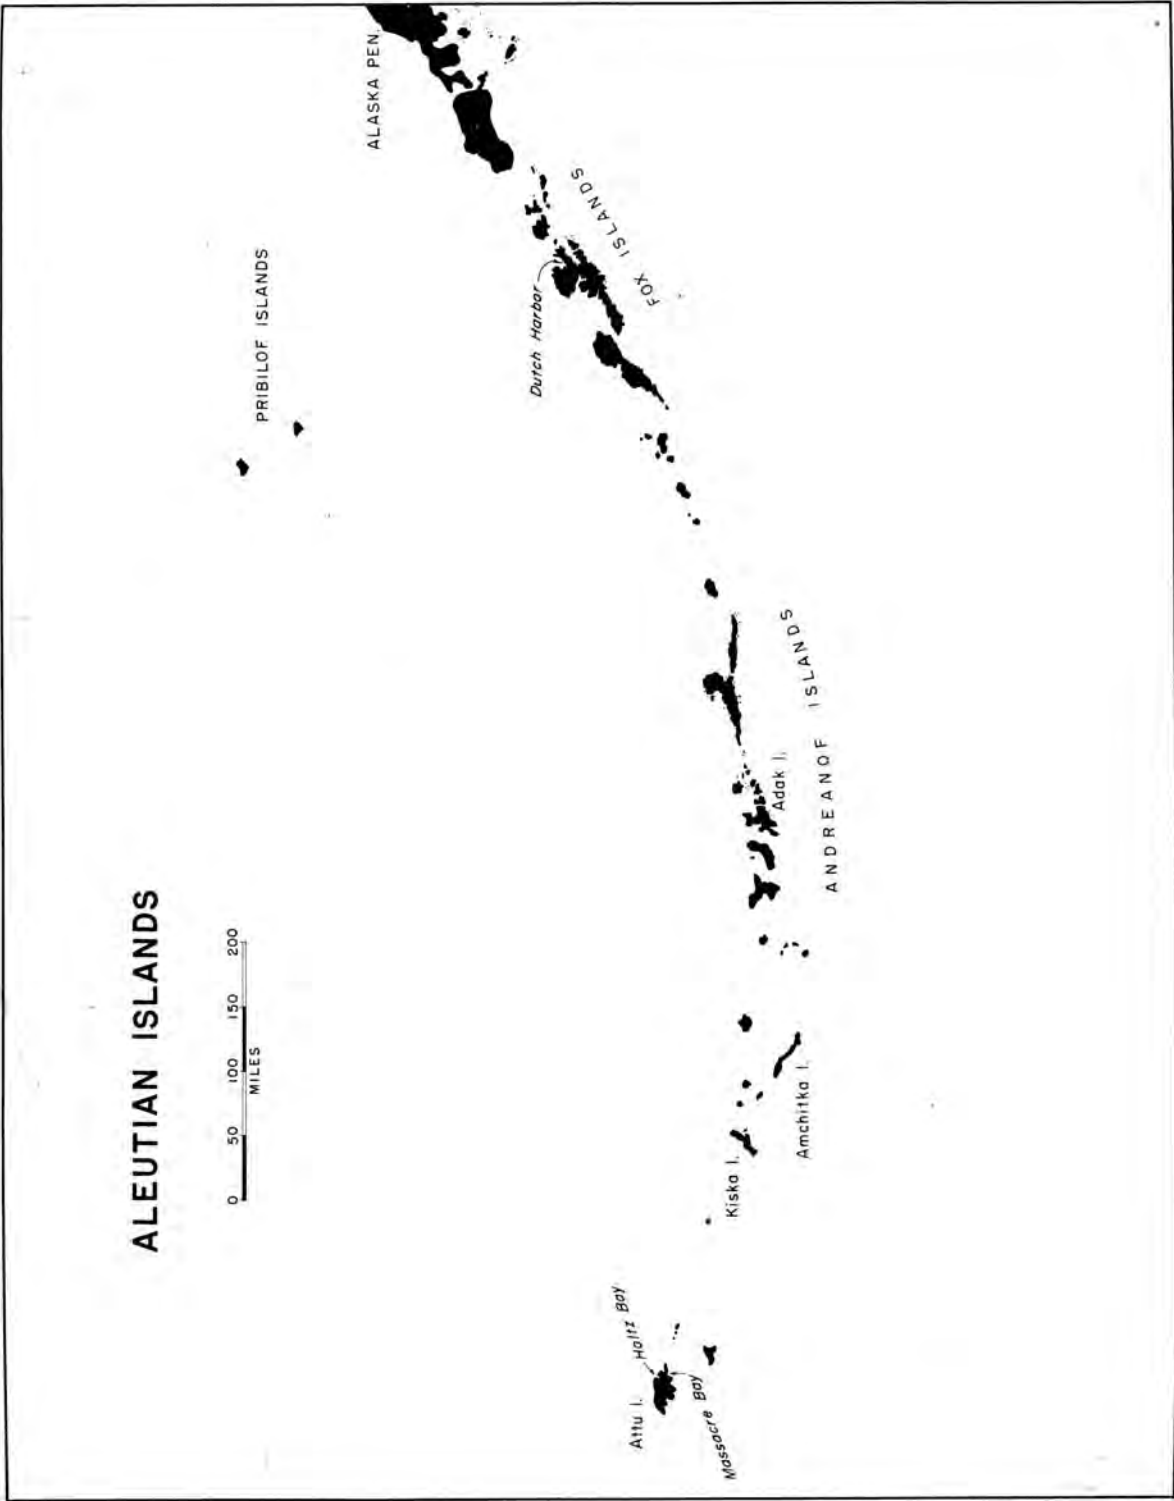 ALEUTIAN ISLANDS
0 50 100 150 200
MILES
PRIBILOF ISLANDS
ALASKA PEN.
Dutch Harbor
FOX ISLANDS
ANDREANOF ISLANDS
Adak I.
Amchitka I.
Kiska I.
Attu I.
Holtz Bay
Massacre Bay